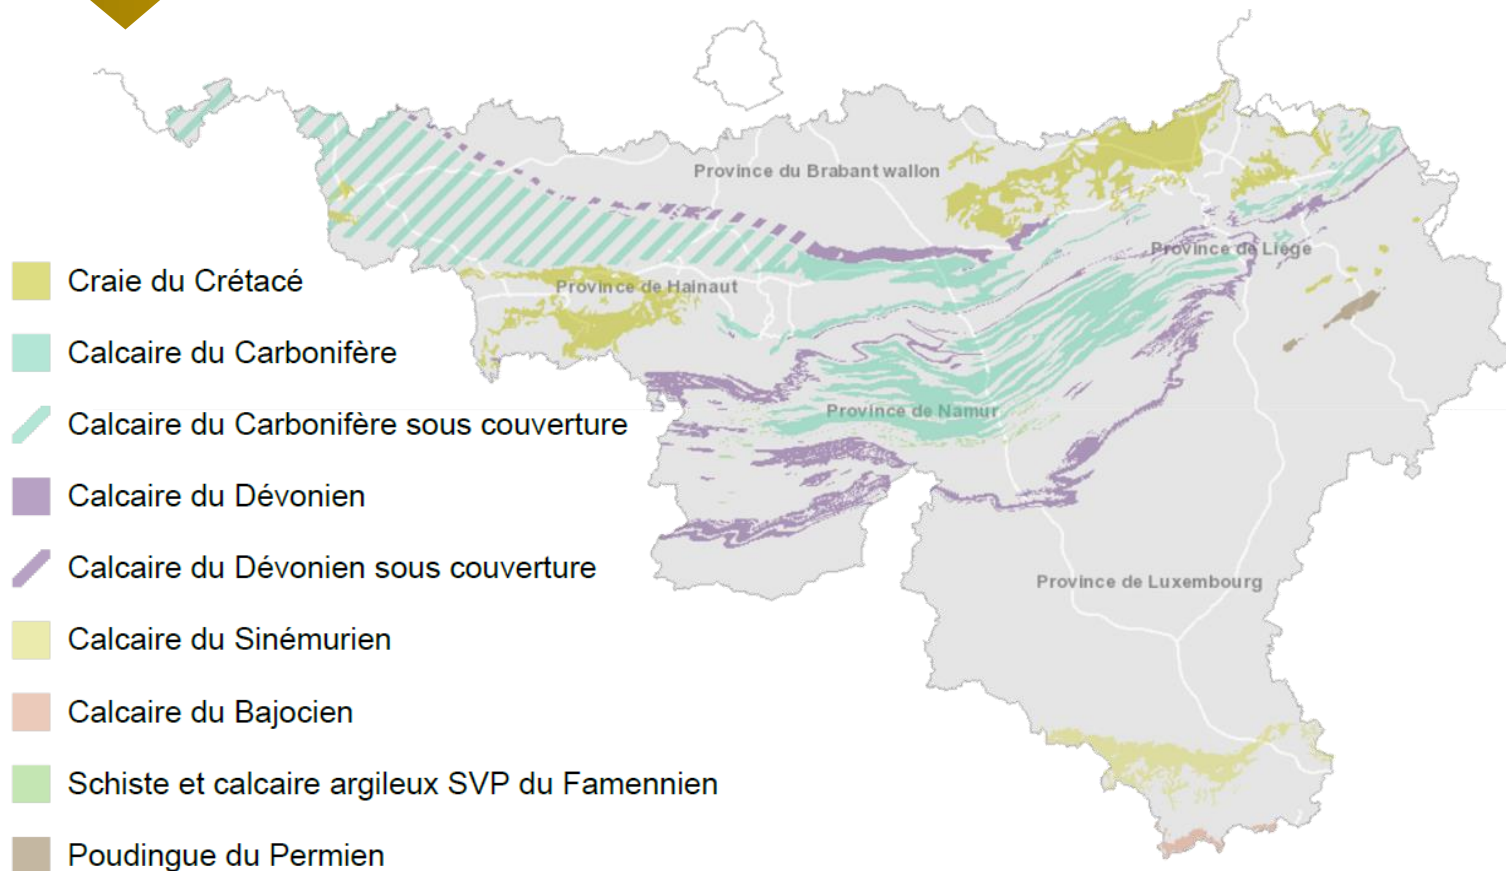 Province du Brabant wallon
Province de Liège
Province de Hainaut
Province de Namur
Province de Luxembourg
Craie du Crétacé
Calcaire du Carbonifère
Calcaire du Carbonifère sous couverture
Calcaire du Dévonien
Calcaire du Dévonien sous couverture
Calcaire du Sinémurien
Calcaire du Bajocien
Schiste et calcaire argileux SVP du Famennien
Poudingue du Permien